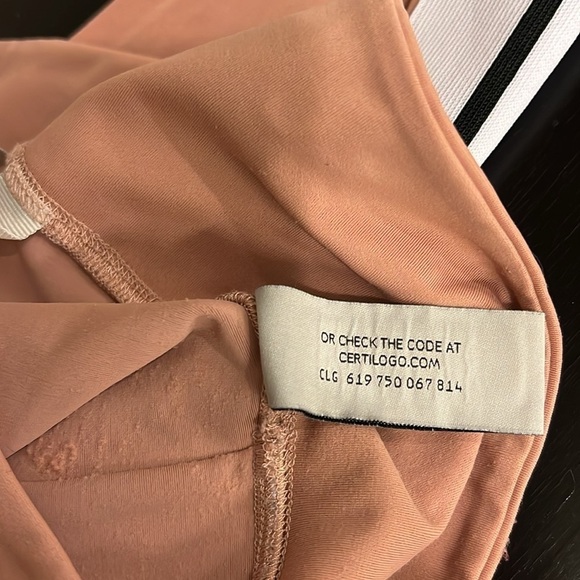 OR CHECK THE CODE AT
CERTILOGO.COM
CLG 619 750 067 814